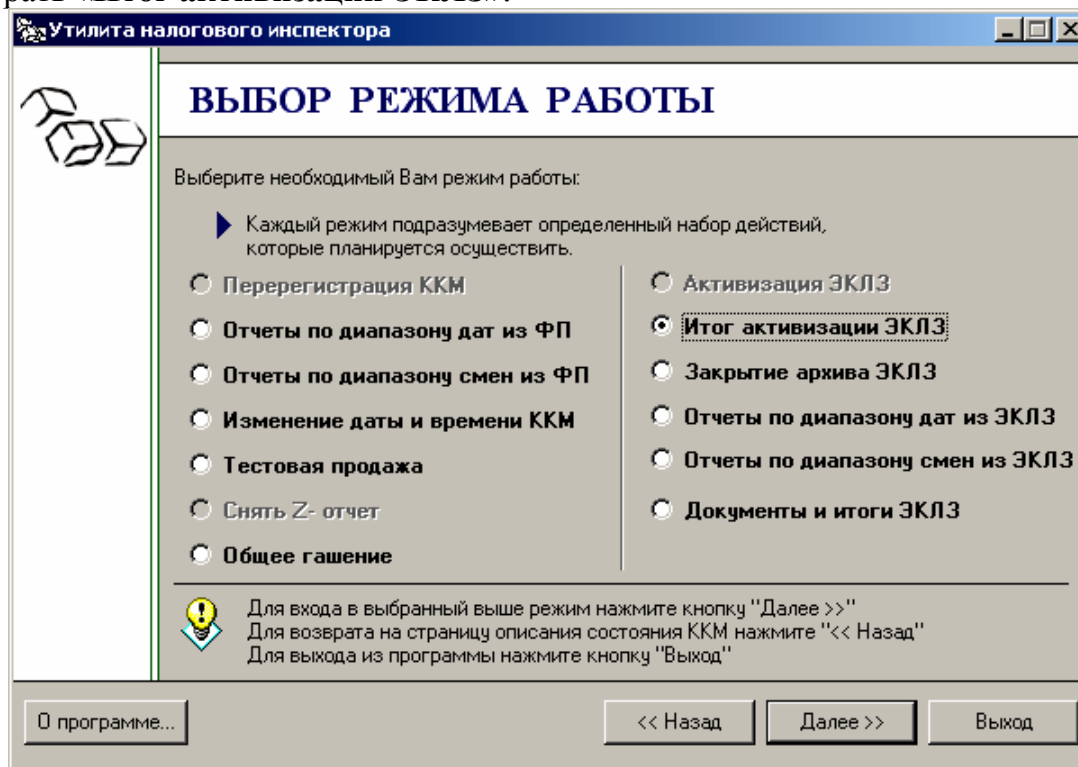 Утилита налогового инспектора
ВЫБОР РЕЖИМА РАБОТЫ
Выберите необходимый Вам режим работы:
Каждый режим подразумевает определенный набор действий,
которые планируется осуществить.
Перерегистрация ККМ
Отчеты по диапазону дат из ФП
Отчеты по диапазону смен из ФП
Изменение даты и времени ККМ
Тестовая продажа
Снять Z- отчет
Общее гашение
Активизация ЭКЛЗ
Итог активизации ЭКЛЗ
Закрытие архива ЭКЛЗ
Отчеты по диапазону дат из ЭКЛЗ
Отчеты по диапазону смен из ЭКЛЗ
Документы и итоги ЭКЛЗ
Для входа в выбранный выше режим нажмите кнопку "Далее >>"
Для возврата на страницу описания состояния ККМ нажмите "<< Назад"
Для выхода из программы нажмите кнопку "Выход"
О программе... << Назад Далее >> Выход